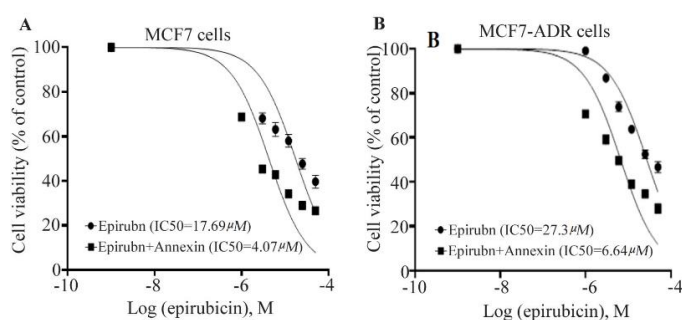 A
MCF7 cells
Cell viability (% of control)
100
80
60
40
20
0
Epirubn (IC50=17.69μM)
Epirubn+Annexin (IC50=4.07μM)
-10
-8
-6
-4
-2
Log (epirubicin), M
B
B
MCF7-ADR cells
Cell viability (% of control)
100
80
60
40
20
0
Epirubn (IC50=27.3μM)
Epirubn+Annexin (IC50=6.64μM)
-10
-8
-6
-4
-2
Log (epirubicin), M